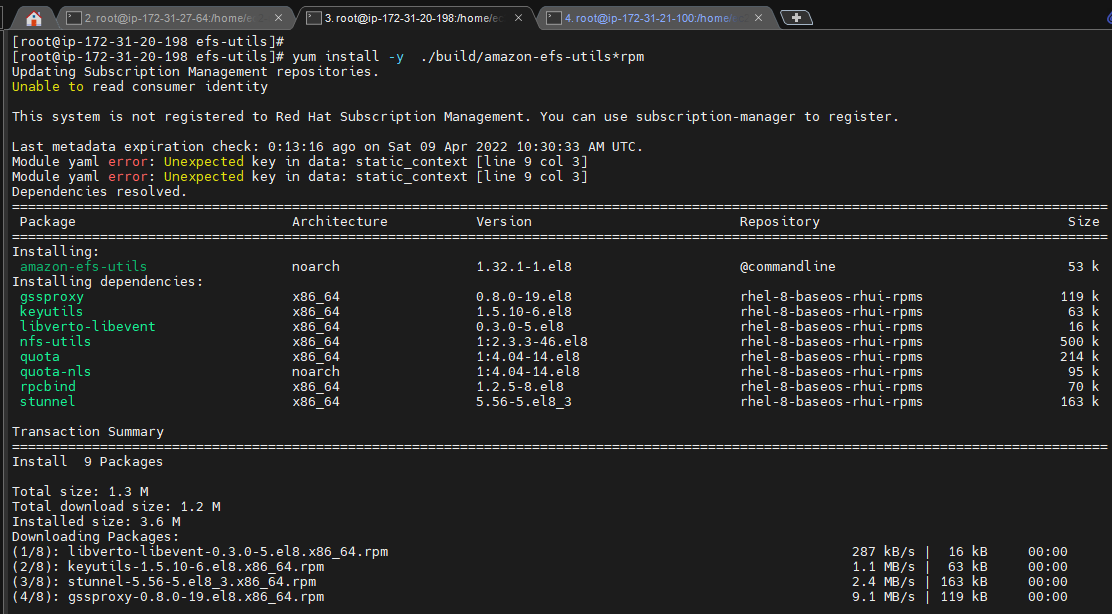 2. root@ip-172-31-27-64:/home/e
3. root@ip-172-31-20-198:/home/ec
4. root@ip-172-31-21-100:/home/
[root@ip-172-31-20-198 efs-utils]#
[root@ip-172-31-20-198 efs-utils]# yum install -y  ./build/amazon-efs-utils*rpm
Updating Subscription Management repositories.
Unable to read consumer identity
This system is not registered to Red Hat Subscription Management. You can use subscription-manager to register.
Last metadata expiration check: 0:13:16 ago on Sat 09 Apr 2022 10:30:33 AM UTC.
Module yaml error: Unexpected key in data: static_context [line 9 col 3]
Module yaml error: Unexpected key in data: static_context [line 9 col 3]
Dependencies resolved.
Package Architecture Version Repository Size
Installing:
amazon-efs-utils noarch 1.32.1-1.el8 @commandline 53 k
Installing dependencies:
gssproxy x86_64 0.8.0-19.el8 rhel-8-baseos-rhui-rpms 119 k
keyutils x86_64 1.5.10-6.el8 rhel-8-baseos-rhui-rpms 63 k
libverto-libevent x86_64 0.3.0-5.el8 rhel-8-baseos-rhui-rpms 16 k
nfs-utils x86_64 1:2.3.3-46.el8 rhel-8-baseos-rhui-rpms 500 k
quota x86_64 1:4.04-14.el8 rhel-8-baseos-rhui-rpms 214 k
quota-nls noarch 1:4.04-14.el8 rhel-8-baseos-rhui-rpms 95 k
rpcbind x86_64 1.2.5-8.el8 rhel-8-baseos-rhui-rpms 70 k
stunnel x86_64 5.56-5.el8_3 rhel-8-baseos-rhui-rpms 163 k
Transaction Summary
Install  9 Packages
Total size: 1.3 M
Total download size: 1.2 M
Installed size: 3.6 M
Downloading Packages:
(1/8): libverto-libevent-0.3.0-5.el8.x86_64.rpm 287 kB/s |  16 kB 00:00
(2/8): keyutils-1.5.10-6.el8.x86_64.rpm 1.1 MB/s |  63 kB 00:00
(3/8): stunnel-5.56-5.el8_3.x86_64.rpm 2.4 MB/s | 163 kB 00:00
(4/8): gssproxy-0.8.0-19.el8.x86_64.rpm 9.1 MB/s | 119 kB 00:00